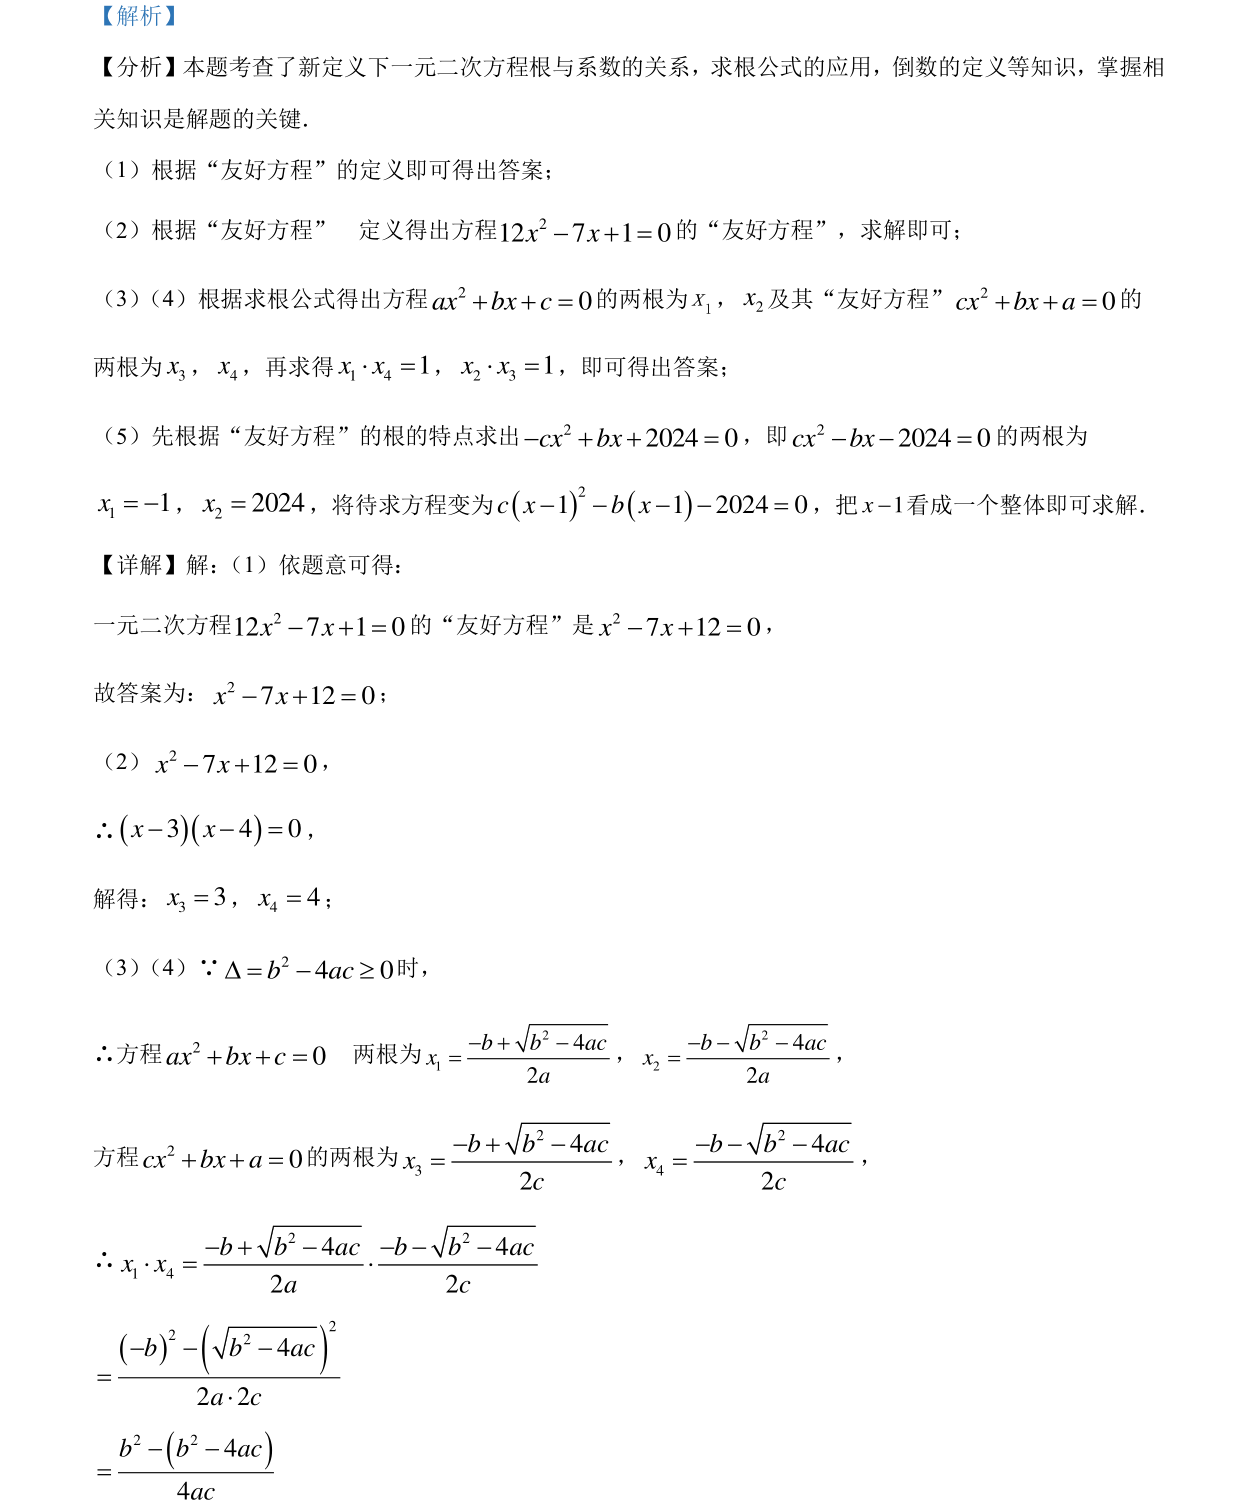 【解析】
【分析】本题考查了新定义下一元二次方程根与系数的关系，求根公式的应用，倒数的定义等知识，掌握相
关知识是解题的关键．
（1）根据“友好方程”的定义即可得出答案；
（2）根据“友好方程” 定义得出方程12x²－7x＋1＝0的“友好方程”，求解即可；
（3）（4）根据求根公式得出方程ax²＋bx＋c＝0的两根为x₁，x₂及其“友好方程”cx²＋bx＋a＝0的
两根为x₃，x₄，再求得x₁·x₄＝1，x₂·x₃＝1，即可得出答案；
（5）先根据“友好方程”的根的特点求出－cx²＋bx＋2024＝0，即cx²－bx－2024＝0的两根为
x₁＝－1，x₂＝2024，将待求方程变为c(x－1)²－b(x－1)－2024＝0，把x－1看成一个整体即可求解．
【详解】解：（1）依题意可得：
一元二次方程12x²－7x＋1＝0的“友好方程”是x²－7x＋12＝0，
故答案为：x²－7x＋12＝0；
（2）x²－7x＋12＝0，
∴(x－3)(x－4)＝0，
解得：x₃＝3，x₄＝4；
（3）（4）∵Δ＝b²－4ac≥0时，
∴方程ax²＋bx＋c＝0 两根为x₁＝(－b＋√(b²－4ac))/(2a)，x₂＝(－b－√(b²－4ac))/(2a)，
方程cx²＋bx＋a＝0的两根为x₃＝(－b＋√(b²－4ac))/(2c)，x₄＝(－b－√(b²－4ac))/(2c)，
∴x₁·x₄＝(－b＋√(b²－4ac))/(2a)·(－b－√(b²－4ac))/(2c)
＝((－b)²－(√(b²－4ac))²)/(2a·2c)
＝(b²－(b²－4ac))/(4ac)